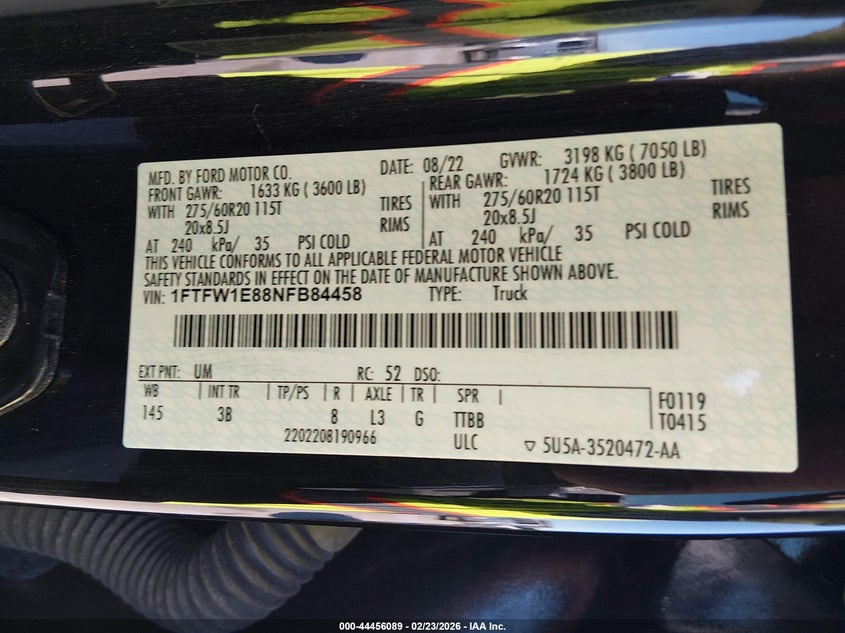 MFD. BY FORD MOTOR CO. DATE: 08/22 GVWR: 3198 KG ( 7050 LB)
FRONT GAWR: 1633 KG ( 3600 LB) REAR GAWR: 1724 KG ( 3800 LB)
WITH 275/60R20 115T TIRES WITH 275/60R20 115T TIRES
20x8.5J RIMS 20x8.5J RIMS
AT 240 kPa/ 35 PSI COLD AT 240 kPa/ 35 PSI COLD
THIS VEHICLE CONFORMS TO ALL APPLICABLE FEDERAL MOTOR VEHICLE
SAFETY STANDARDS IN EFFECT ON THE DATE OF MANUFACTURE SHOWN ABOVE.
VIN: 1FTFW1E88NFB84458 TYPE: Truck
EXT PNT: UM RC: 52 DSO:
WB INT TR TP/PS R AXLE TR SPR F0119
145 3B 8 L3 G TTBB T0415
2202208190966 ULC ▽ 5U5A-3520472-AA
000-44456089 - 02/23/2026 - IAA Inc.